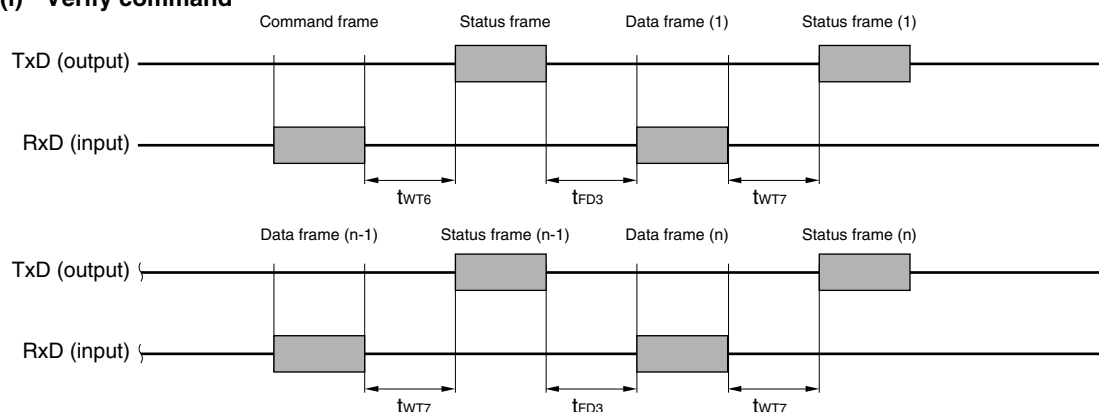 (i) Verify command
Command frame Status frame Data frame (1) Status frame (1)
TxD (output)
RxD (input)
tWT6 tFD3 tWT7
Data frame (n-1) Status frame (n-1) Data frame (n) Status frame (n)
TxD (output)
RxD (input)
tWT7 tFD3 tWT7